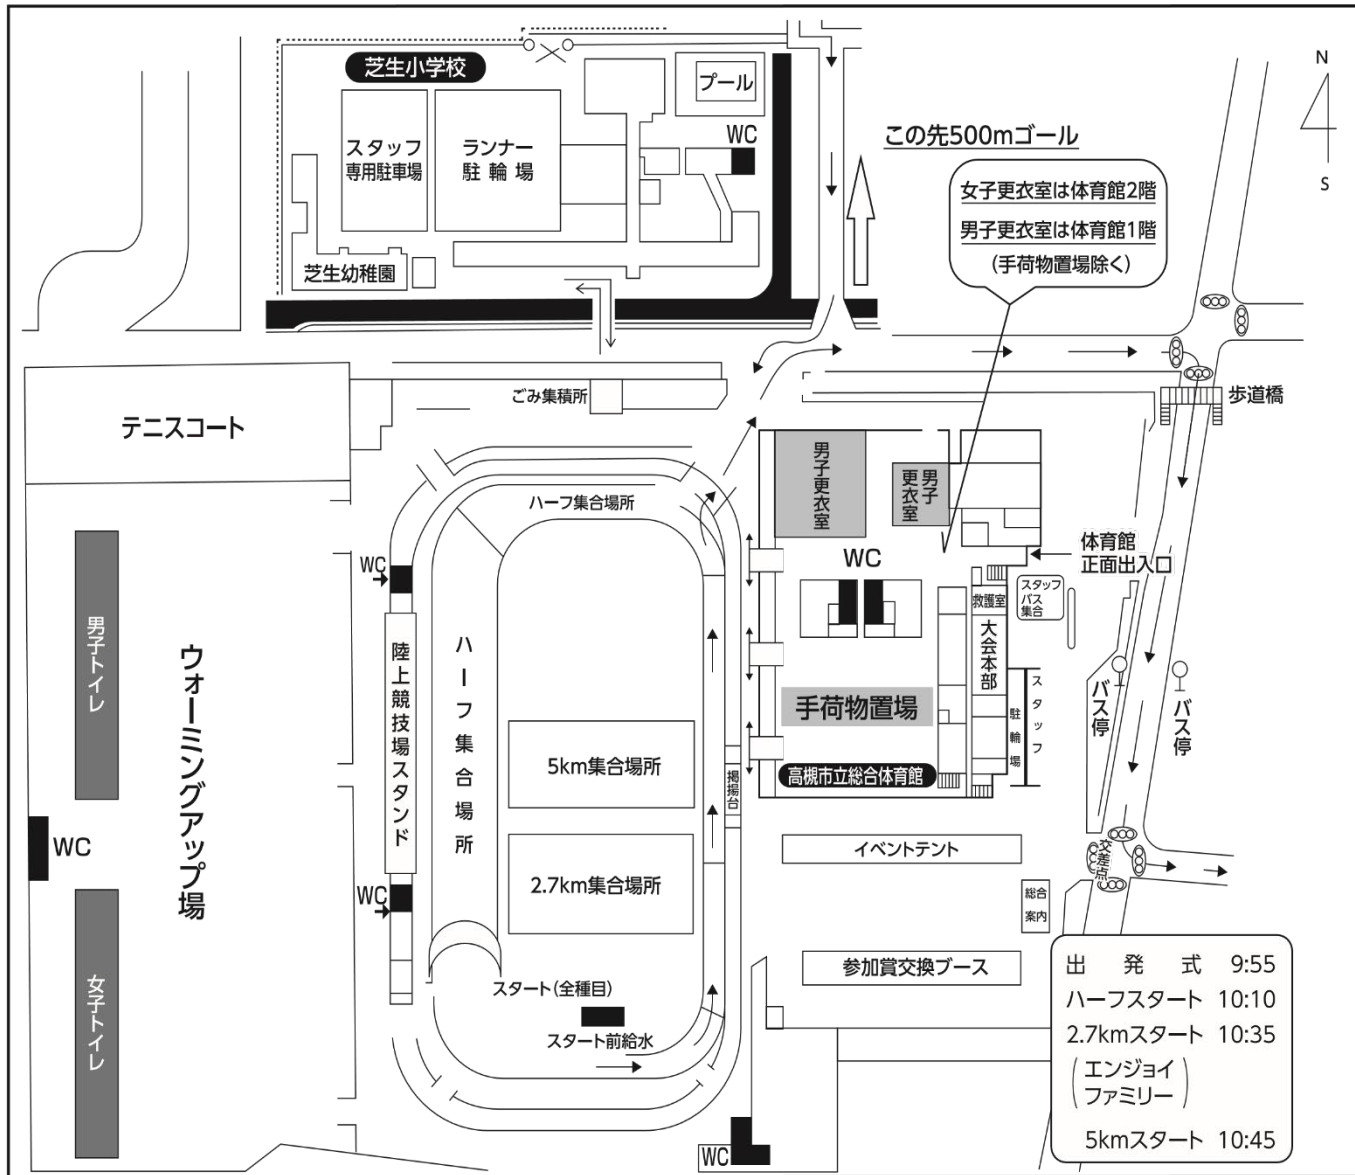 芝生小学校
プール
N
S
スタッフ
専用駐車場
ランナー
駐輪場
WC
この先500mゴール
女子更衣室は体育館2階
男子更衣室は体育館1階
(手荷物置場除く)
芝生幼稚園
ごみ集積所
歩道橋
テニスコート
男子更衣室
男子
更衣室
ハーフ集合場所
WC
WC
体育館
正面出入口
スタッフ
バス
集合
救護室
大会本部
男子トイレ
ウォーミングアップ場
陸上競技場スタンド
ハーフ集合場所
スタッフ
駐輪場
バス停
バス停
手荷物置場
5km集合場所
掲揚台
高槻市立総合体育館
WC
イベントテント
交差点
2.7km集合場所
WC
総合
案内
参加賞交換ブース
女子トイレ
スタート(全種目)
スタート前給水
出発式 9:55
ハーフスタート 10:10
2.7kmスタート 10:35
(エンジョイ
ファミリー)
5kmスタート 10:45
WC